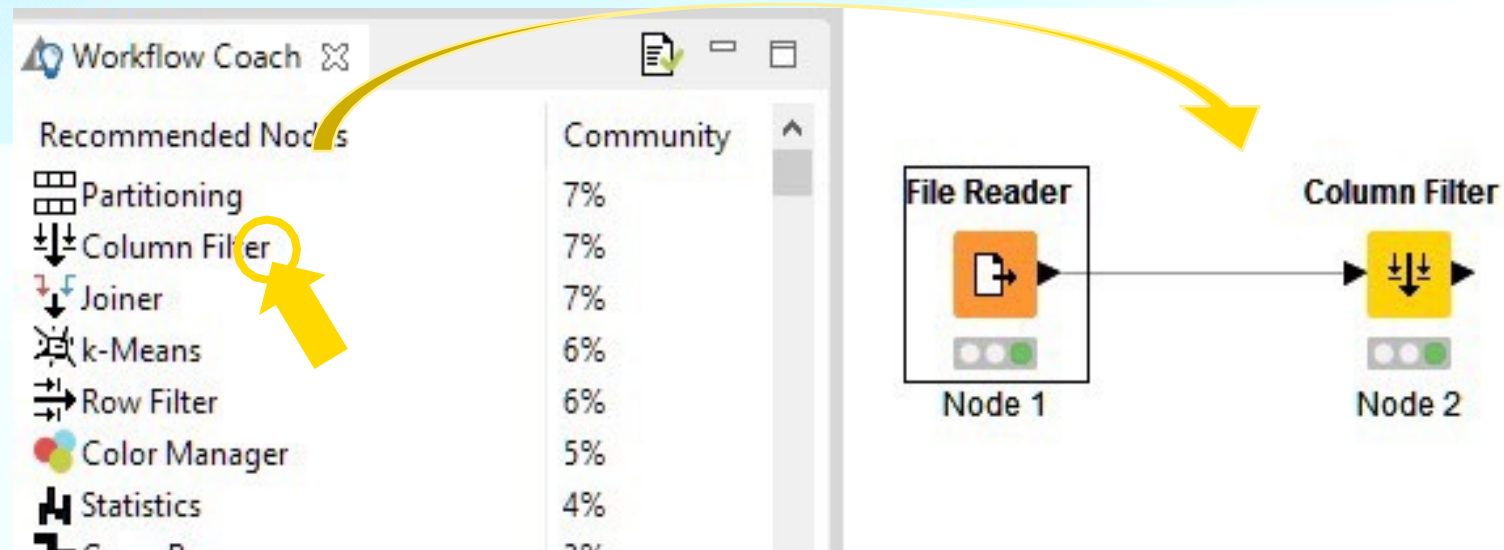 Workflow Coach
Recommended Nodes Community
Partitioning 7%
Column Filter 7%
Joiner 7%
k-Means 6%
Row Filter 6%
Color Manager 5%
Statistics 4%
File Reader
Node 1
Column Filter
Node 2